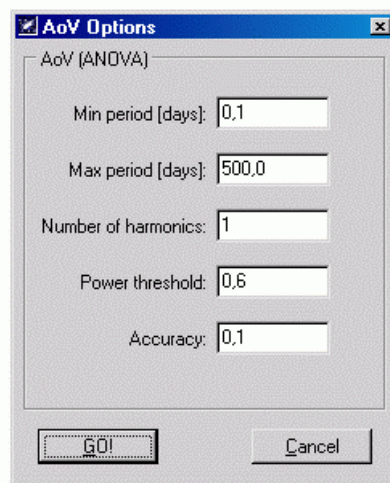 AoV Options
AoV (ANOVA)
Min period [days]: 0,1
Max period [days]: 500,0
Number of harmonics: 1
Power threshold: 0,6
Accuracy: 0,1
GO! Cancel